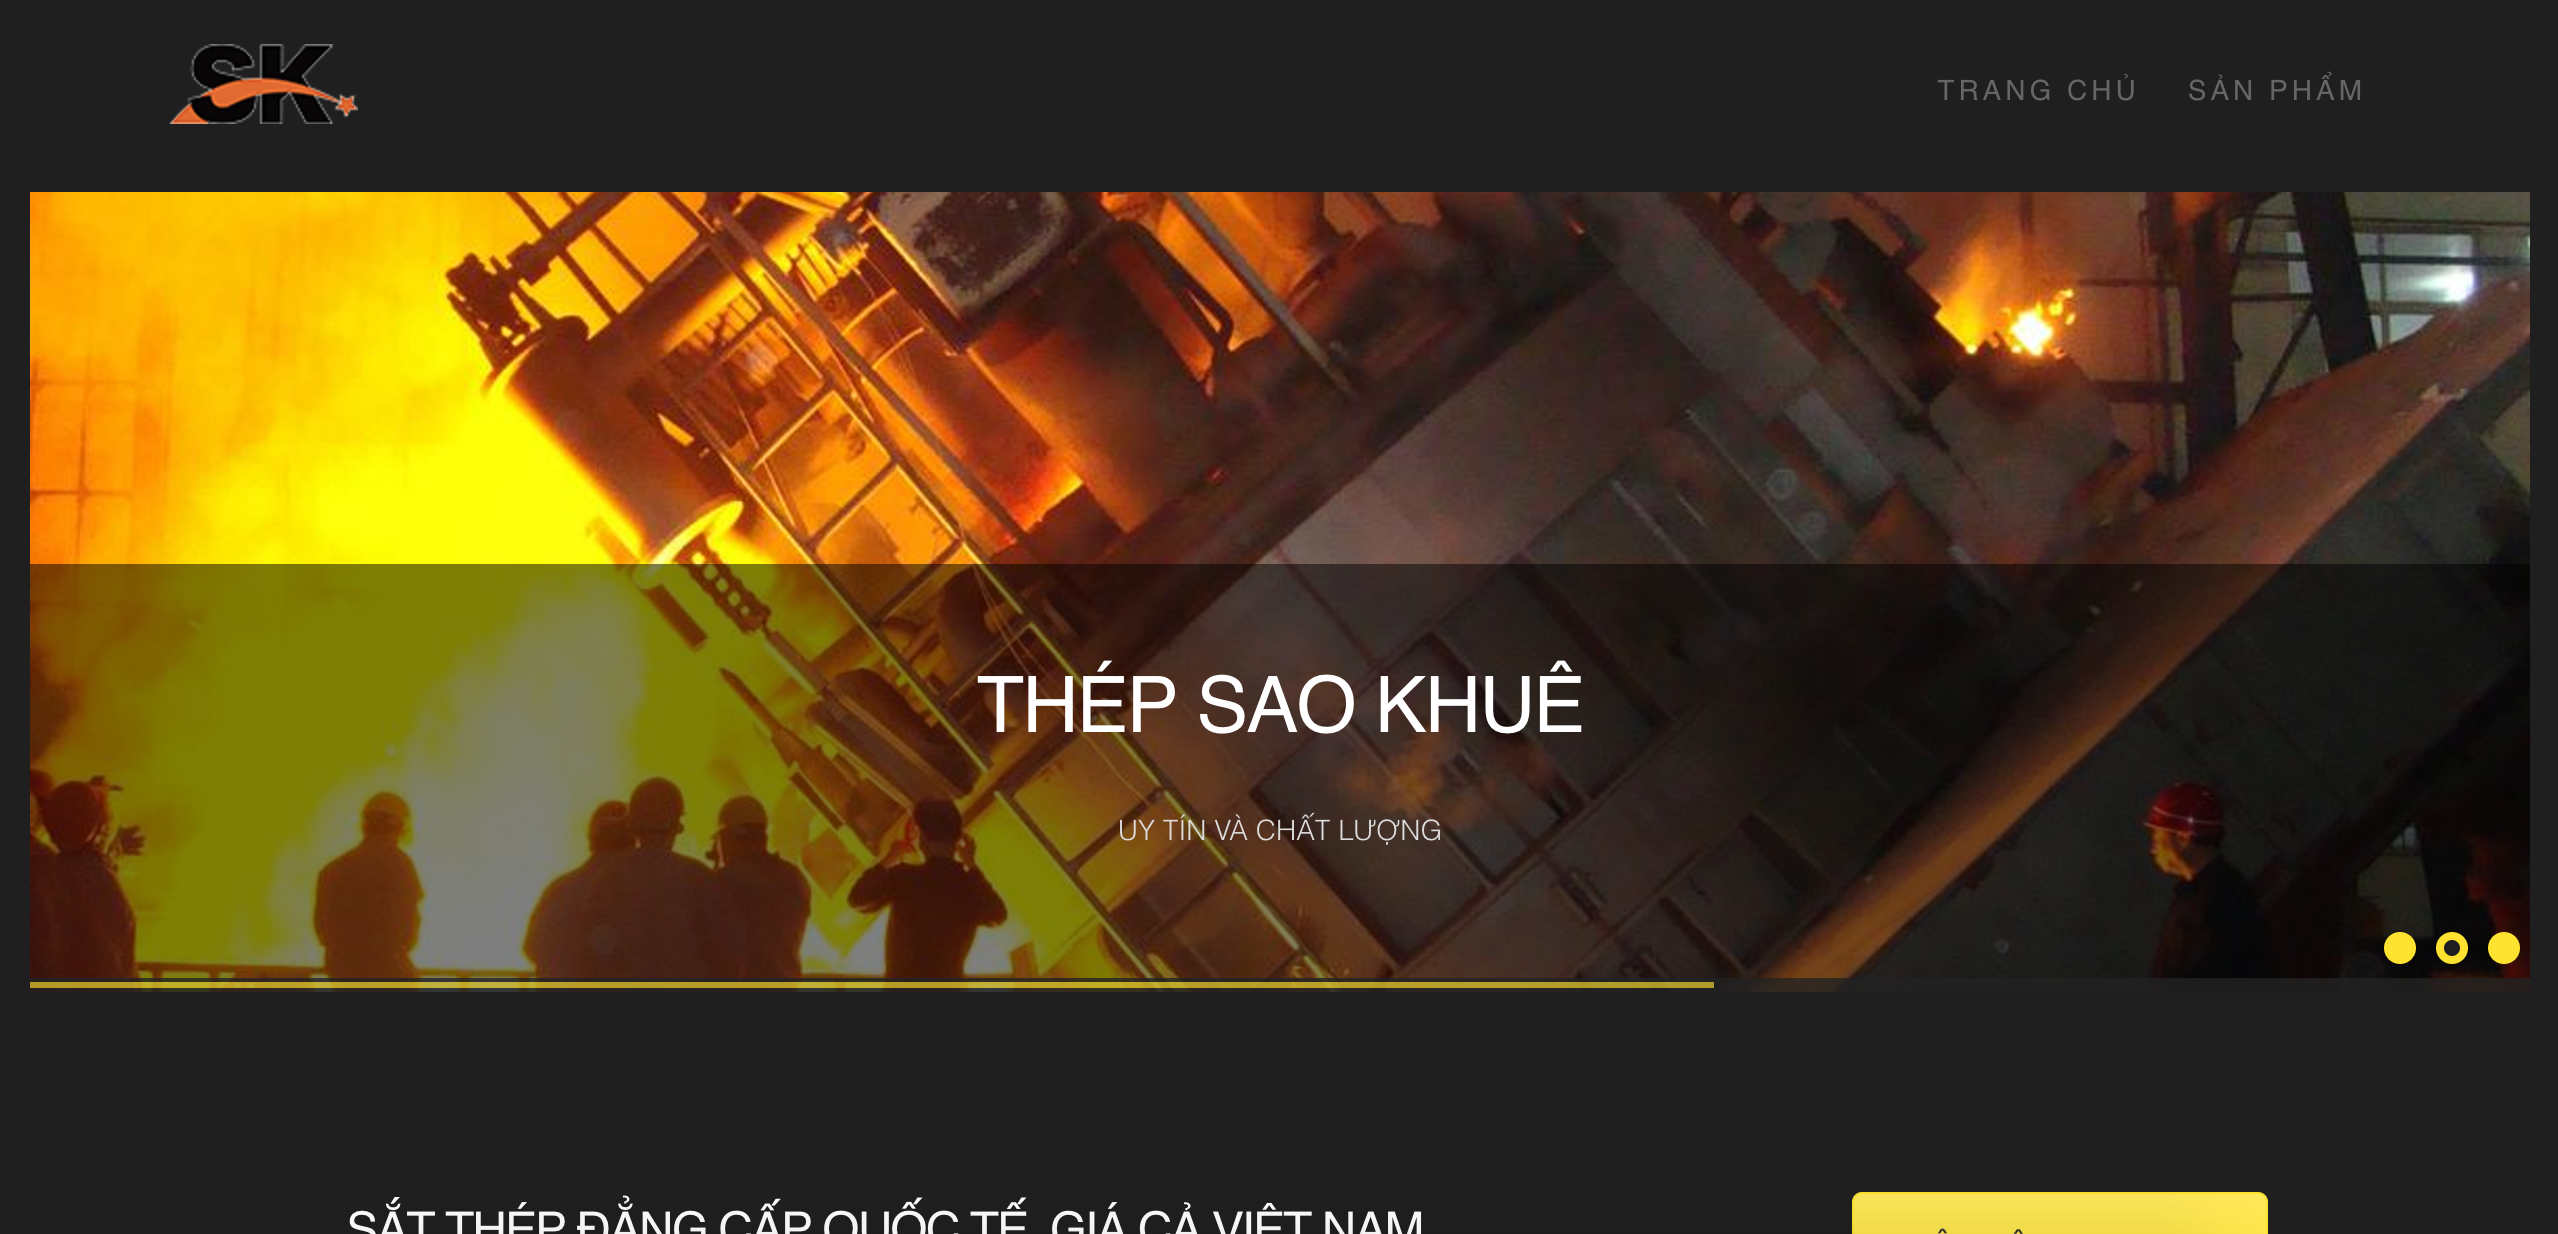 SK
TRANG CHỦ SẢN PHẨM
THÉP SAO KHUÊ
UY TÍN VÀ CHẤT LƯỢNG
SẮT THÉP ĐẲNG CẤP QUỐC TẾ, GIÁ CẢ VIỆT NAM